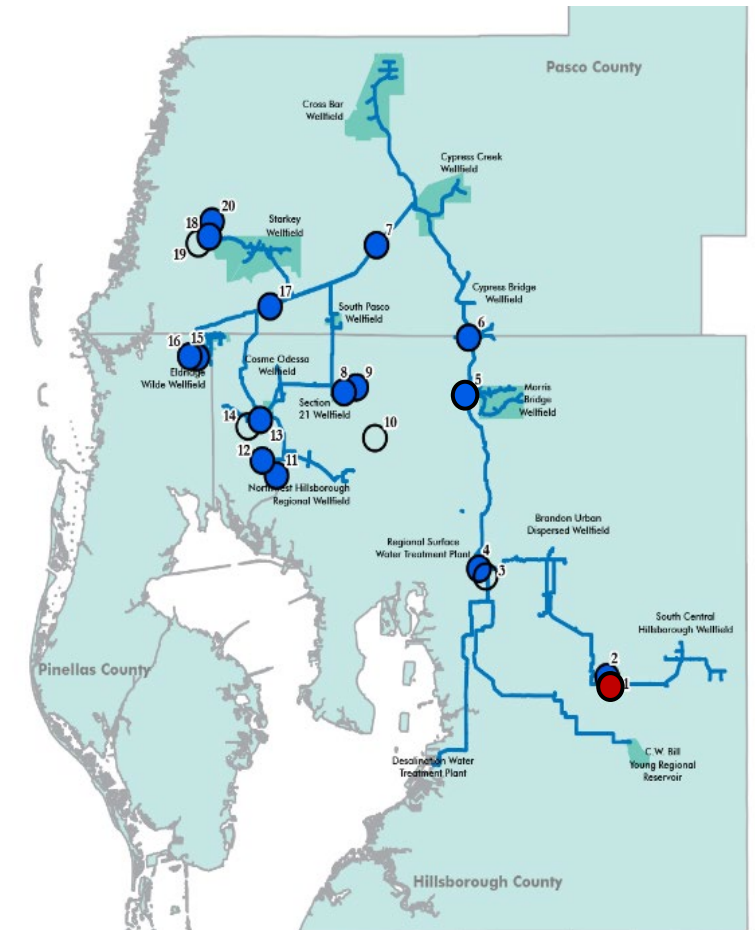 Pasco County
Cross Bar
Wellfield
Cypress Creek
Wellfield
20
18
19
Starkey
Wellfield
7
17
Cypress Bridge
Wellfield
South Pasco
Wellfield
6
16
15
Eldridge
Wilde Wellfield
Cosme Odessa
Wellfield
8
9
Section
21 Wellfield
5
Morris
Bridge
Wellfield
14
13
10
12
11
Northwest Hillsborough
Regional Wellfield
Brandon Urban
Dispersed Wellfield
Regional Surface
Water Treatment Plant
4
3
South Central
Hillsborough Wellfield
2
1
Pinellas County
Desalination Water
Treatment Plant
C.W. Bill
Young Regional
Reservoir
Hillsborough County